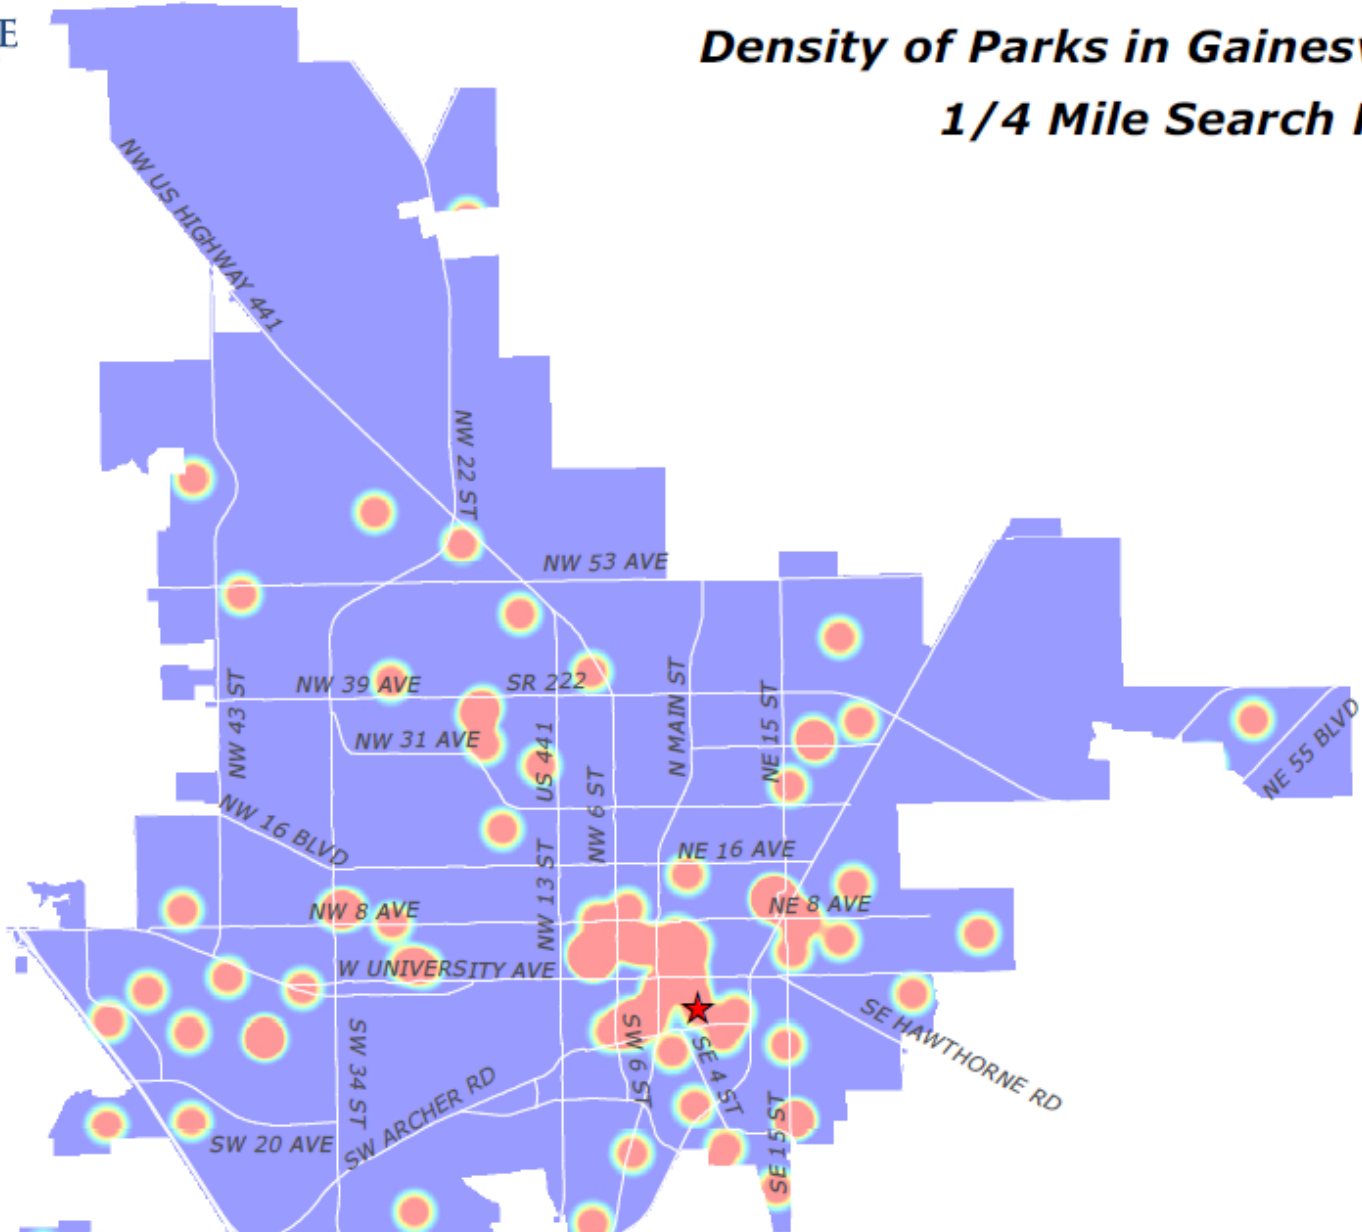 E
Density of Parks in Gainesv
1/4 Mile Search
NW US HIGHWAY 441
NW 22 ST
NW 53 AVE
NW 39 AVE
SR 222
NW 43 ST
N MAIN ST
NE 15 ST
NW 31 AVE
US 441
NE 55 BLVD
NW 6 ST
NW 16 BLVD
NE 16 AVE
NW 13 ST
NW 8 AVE
NE 8 AVE
W UNIVERSITY AVE
SE HAWTHORNE RD
SW 34 ST
SW 6 ST
SE 4 ST
SW ARCHER RD
SE 15 ST
SW 20 AVE